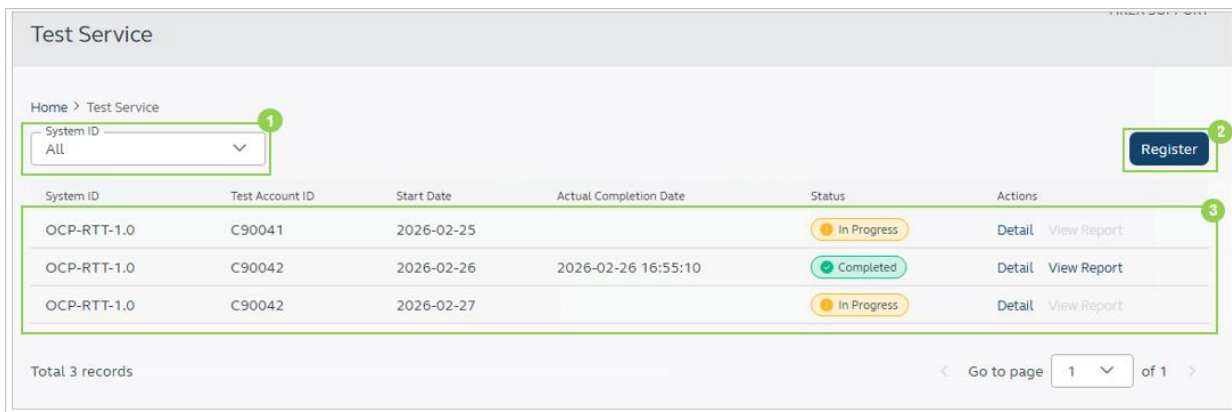 Test Service
Home > Test Service
1
System ID
All
2
Register
System ID Test Account ID Start Date Actual Completion Date Status Actions
3
OCP-RTT-1.0 C90041 2026-02-25 In Progress Detail View Report
OCP-RTT-1.0 C90042 2026-02-26 2026-02-26 16:55:10 Completed Detail View Report
OCP-RTT-1.0 C90042 2026-02-27 In Progress Detail View Report
Total 3 records < Go to page 1 of 1 >